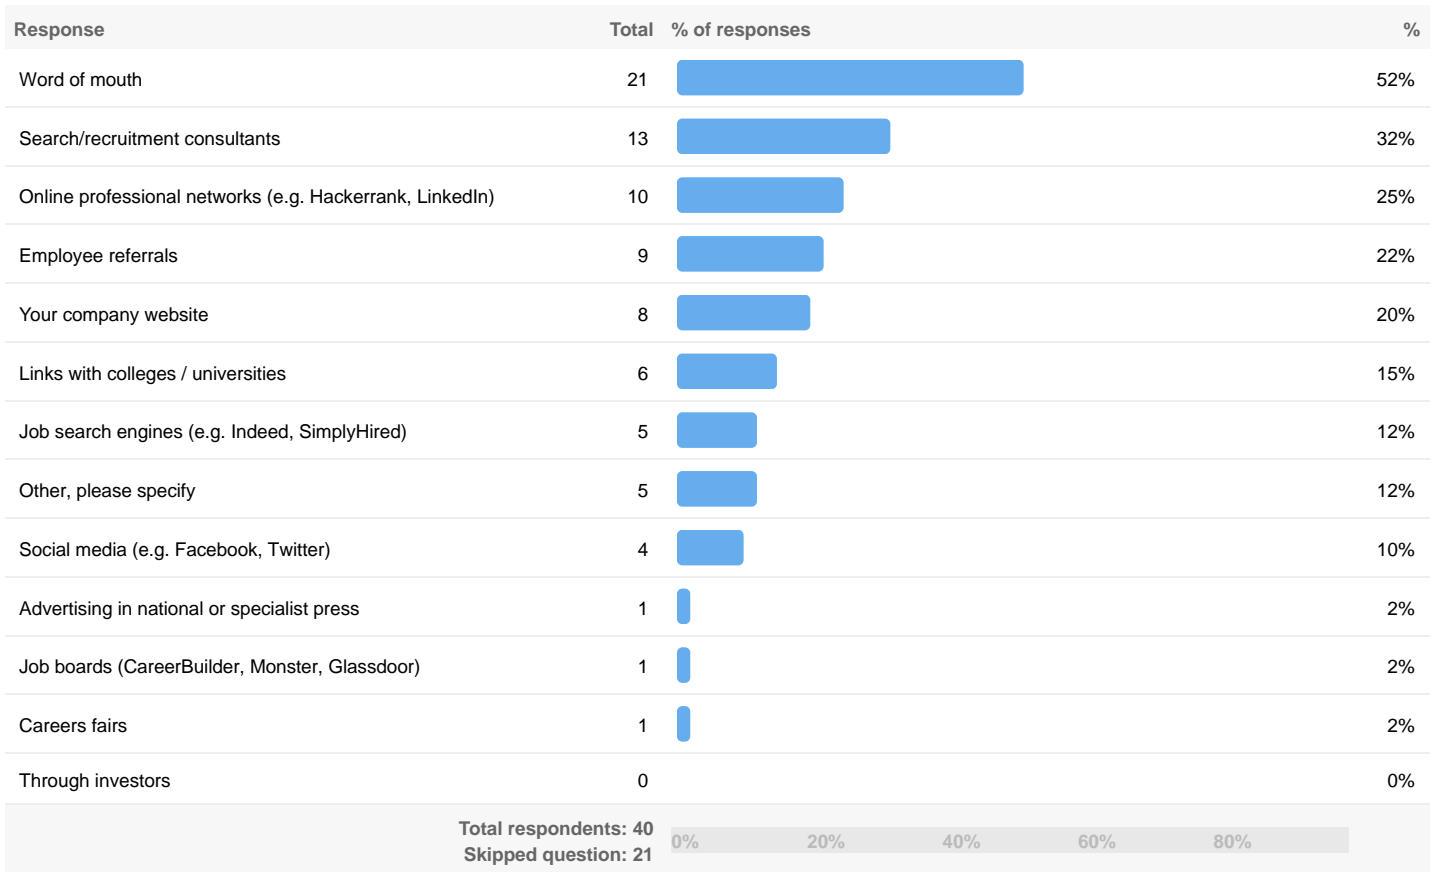 Response Total % of responses %
Word of mouth 21 52%
Search/recruitment consultants 13 32%
Online professional networks (e.g. Hackerrank, LinkedIn) 10 25%
Employee referrals 9 22%
Your company website 8 20%
Links with colleges / universities 6 15%
Job search engines (e.g. Indeed, SimplyHired) 5 12%
Other, please specify 5 12%
Social media (e.g. Facebook, Twitter) 4 10%
Advertising in national or specialist press 1 2%
Job boards (CareerBuilder, Monster, Glassdoor) 1 2%
Careers fairs 1 2%
Through investors 0 0%
Total respondents: 40
Skipped question: 21
0% 20% 40% 60% 80%